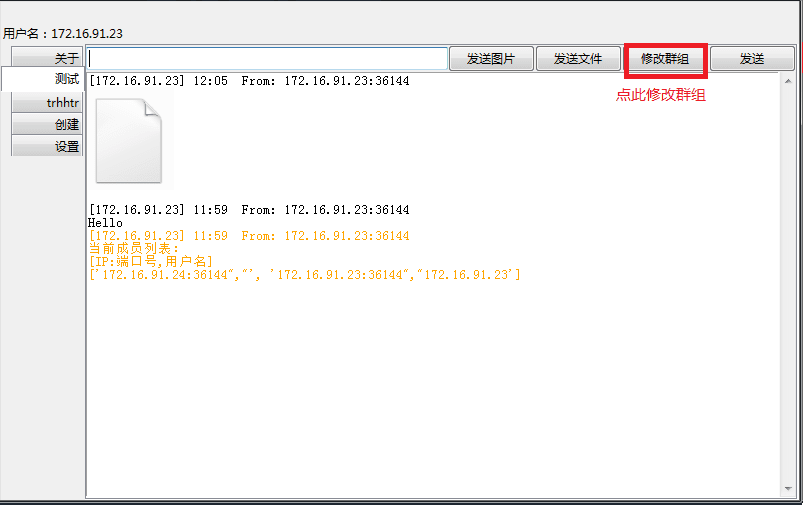 用户名：172.16.91.23
关于
测试
trhhtr
创建
设置
发送图片
发送文件
修改群组
发送
点此修改群组
[172.16.91.23] 12:05  From: 172.16.91.23:36144
[172.16.91.23] 11:59  From: 172.16.91.23:36144
Hello
[172.16.91.23] 11:59  From: 172.16.91.23:36144
当前成员列表：
[IP:端口号,用户名]
['172.16.91.24:36144","', '172.16.91.23:36144","172.16.91.23']